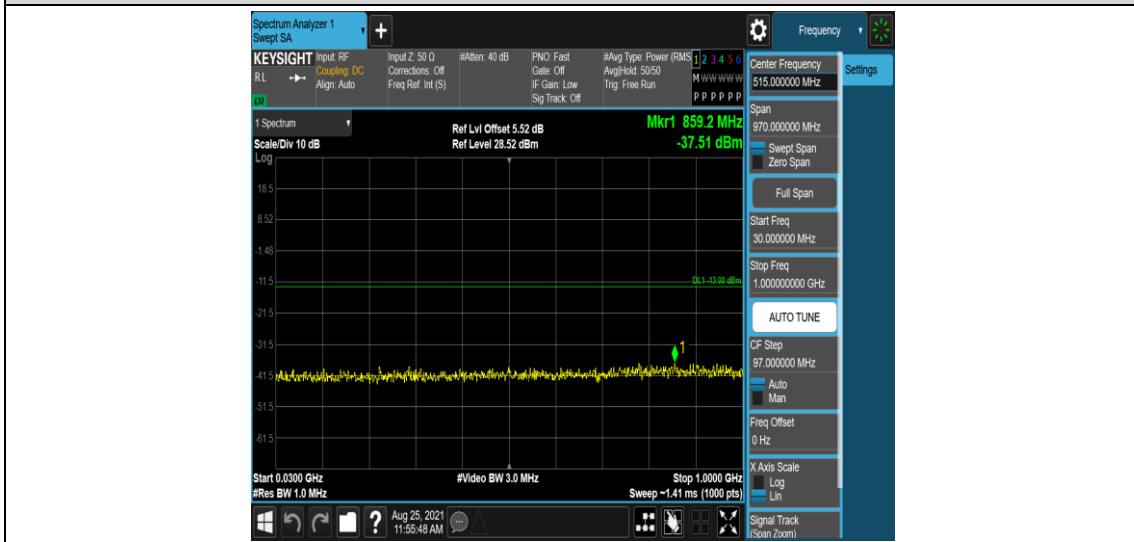 Spectrum Analyzer 1
Swept SA
+
Frequency
KEYSIGHT
RL
Input: RF
Coupling: DC
Align: Auto
Input Z: 50 Ω
Corrections: Off
Freq Ref: Int (S)
#Atten: 40 dB
PNO: Fast
Gate: Off
IF Gain: Low
Sig Track: Off
#Avg Type: Power (RMS
Avg|Hold: 50/50
Trig: Free Run
1 2 3 4 5 6
M W W W W W
P P P P P P
Center Frequency
515.000000 MHz
Settings
1 Spectrum
Scale/Div 10 dB
Ref Lvl Offset 5.52 dB
Ref Level 28.52 dBm
Mkr1 859.2 MHz
-37.51 dBm
Span
970.000000 MHz
Swept Span
Zero Span
Full Span
Start Freq
30.000000 MHz
Stop Freq
1.000000000 GHz
AUTO TUNE
CF Step
97.000000 MHz
Auto
Man
Freq Offset
0 Hz
X Axis Scale
Log
Lin
Signal Track
(Span Zoom)
Log
18.5
8.52
-1.48
-11.5
DL1 -13.00 dBm
-21.5
-31.5
1
-41.5
-51.5
-61.5
Start 0.0300 GHz
#Video BW 3.0 MHz
Stop 1.0000 GHz
#Res BW 1.0 MHz
Sweep ~1.41 ms (1000 pts)
?
Aug 25, 2021
11:55:48 AM